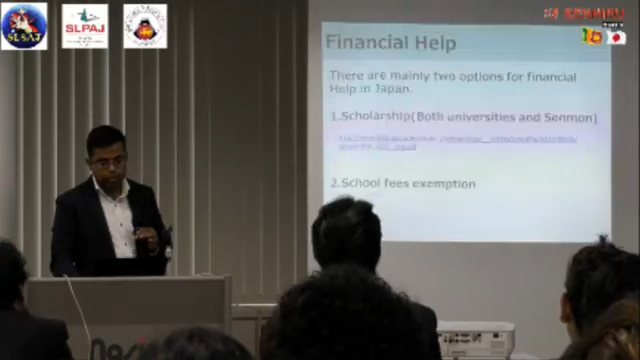 SLSAJ
SLPAJ
Financial Help
There are mainly two options for financial
Help in Japan.
1.Scholarship(Both universities and Senmon)
2.School fees exemption